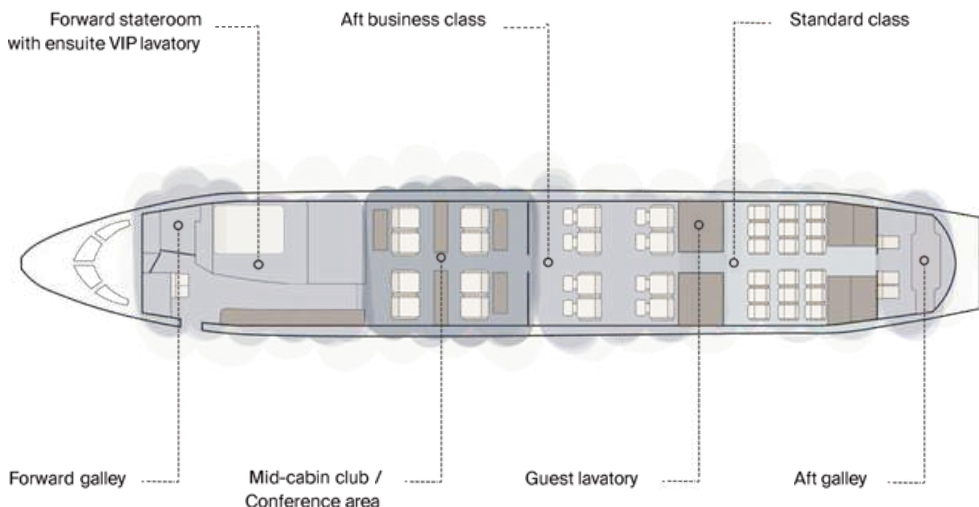 Forward stateroom
with ensuite VIP lavatory
Aft business class
Standard class
Forward galley
Mid-cabin club /
Conference area
Guest lavatory
Aft galley